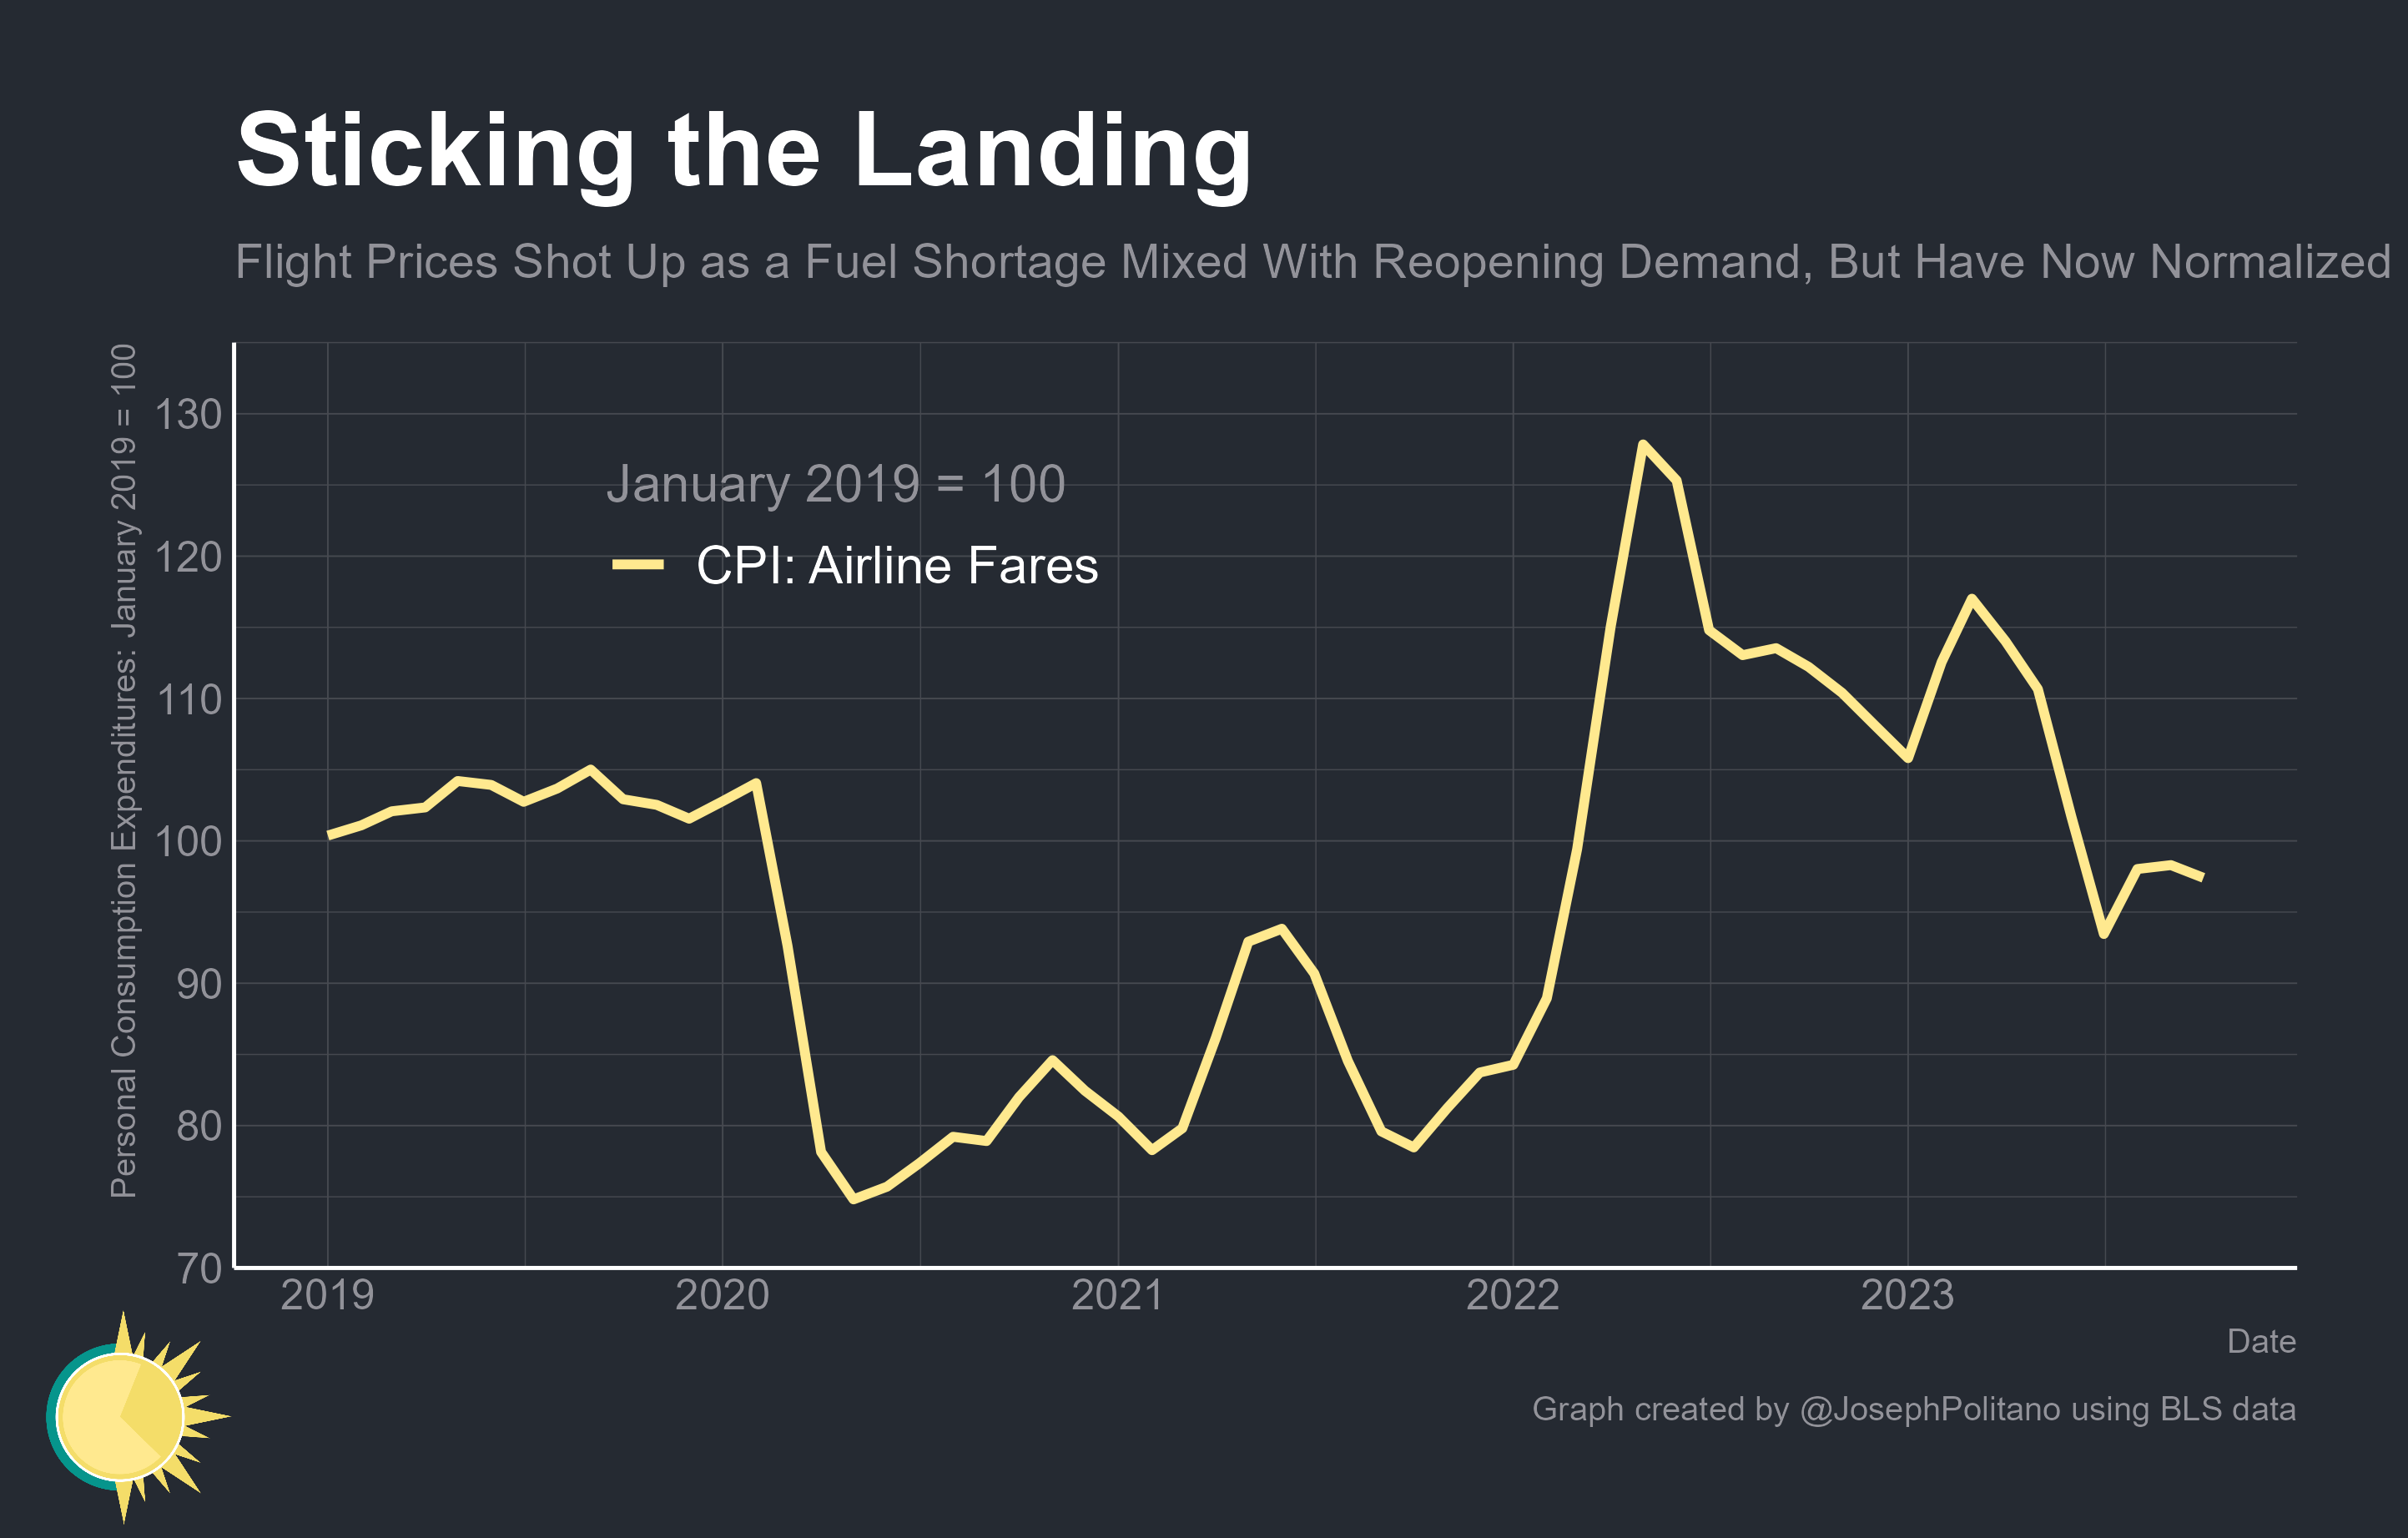 Sticking the Landing
Flight Prices Shot Up as a Fuel Shortage Mixed With Reopening Demand, But Have Now Normalized
Personal Consumption Expenditures: January 2019 = 100
130
120
110
100
90
80
70
January 2019 = 100
CPI: Airline Fares
2019 2020 2021 2022 2023
Date
Graph created by @JosephPolitano using BLS data